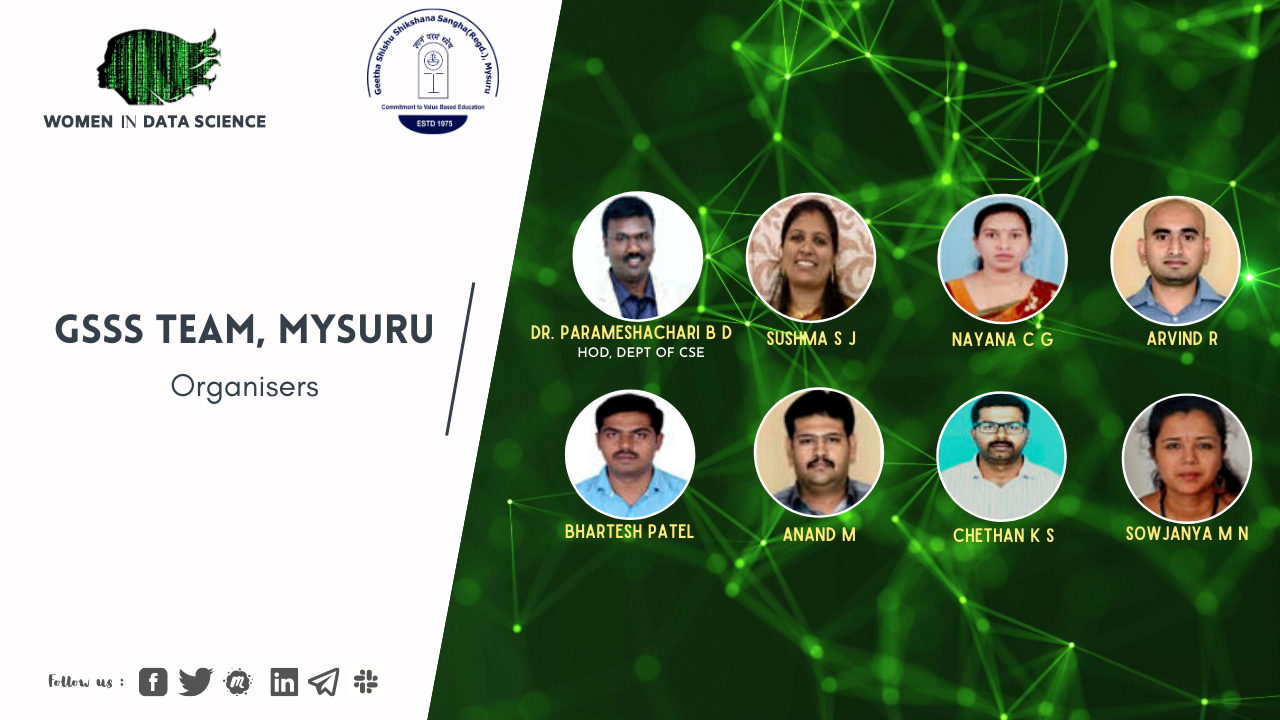 WOMEN IN DATA SCIENCE
Geetha Shishu Shikshana Sangha(Regd.), Mysuru
ज्ञानं परमं ध्येयं
Commitment to Value Based Education
ESTD 1975
GSSS TEAM, MYSURU
Organisers
DR. PARAMESHACHARI B D
HOD, DEPT OF CSE
SUSHMA S J
NAYANA C G
ARVIND R
BHARTESH PATEL
ANAND M
CHETHAN K S
SOWJANYA M N
Follow us :